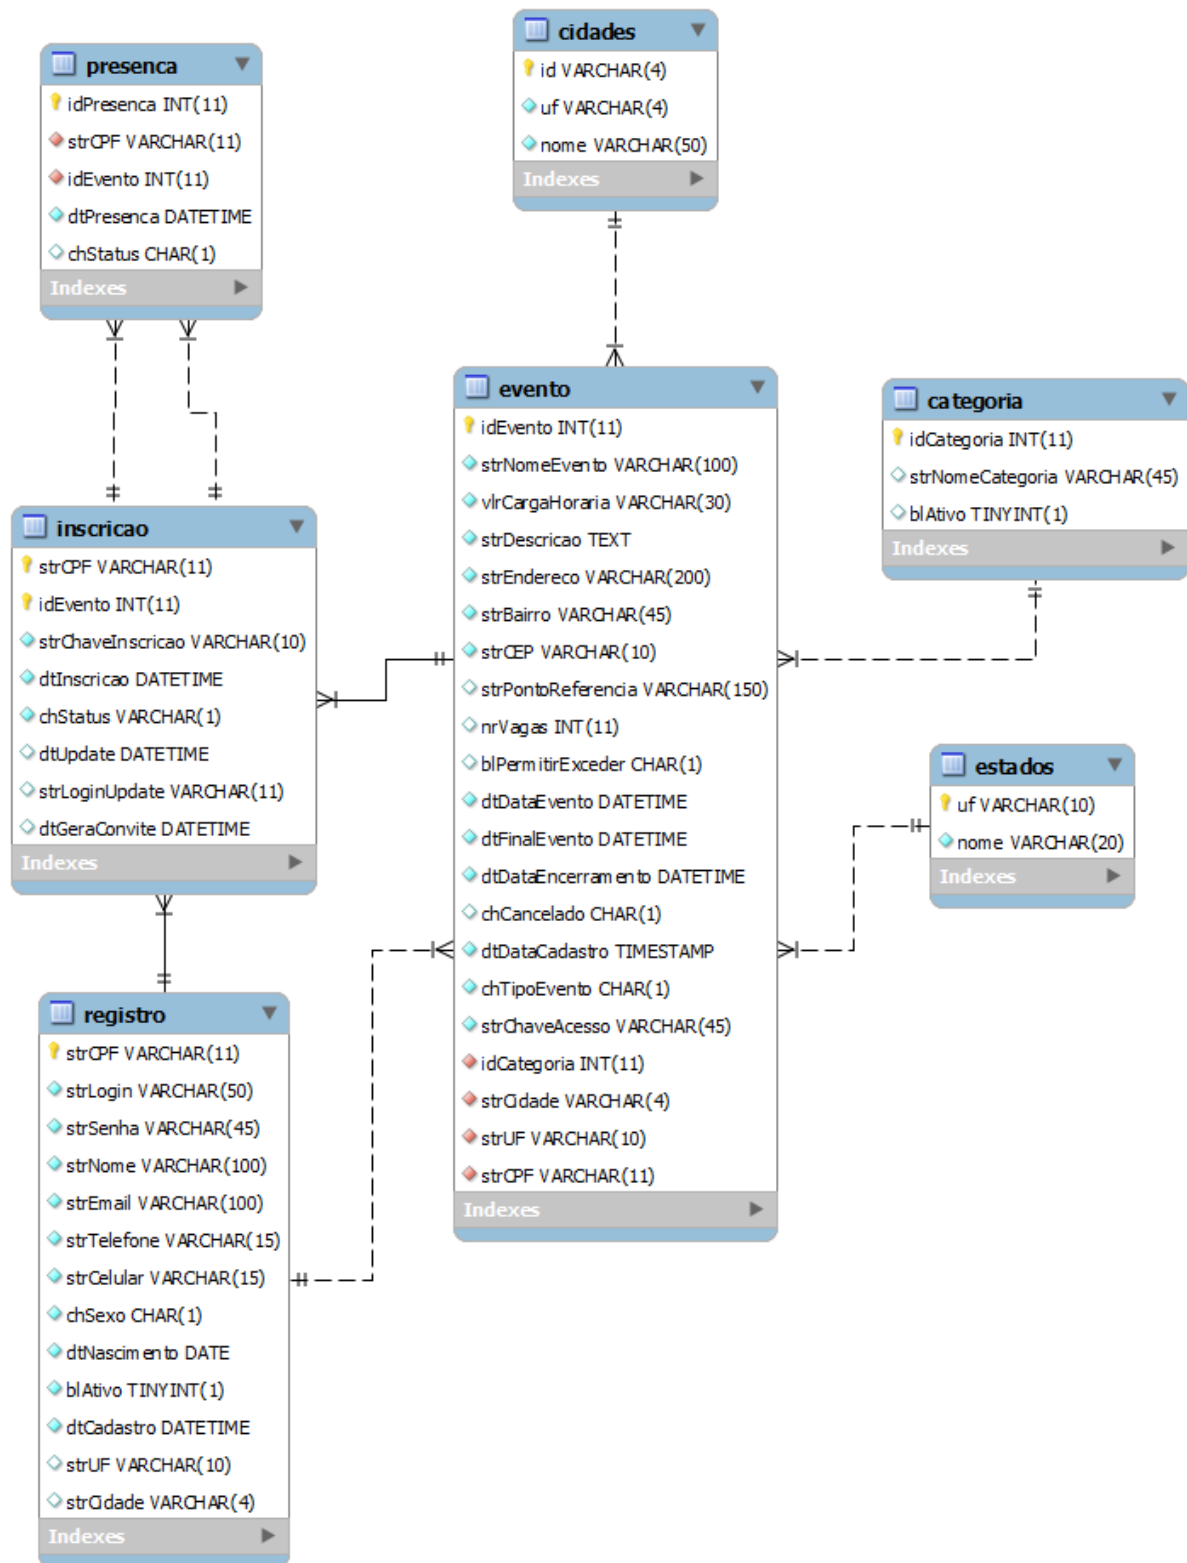 presenca
idPresenca INT(11)
strCPF VARCHAR(11)
idEvento INT(11)
dtPresenca DATETIME
chStatus CHAR(1)
Indexes
cidades
id VARCHAR(4)
uf VARCHAR(4)
nome VARCHAR(50)
Indexes
evento
idEvento INT(11)
strNomeEvento VARCHAR(100)
vlrCargaHoraria VARCHAR(30)
strDescricao TEXT
strEndereco VARCHAR(200)
strBairro VARCHAR(45)
strCEP VARCHAR(10)
strPontoReferencia VARCHAR(150)
nrVagas INT(11)
blPermitirExceder CHAR(1)
dtDataEvento DATETIME
dtFinalEvento DATETIME
dtDataEncerramento DATETIME
chCancelado CHAR(1)
dtDataCadastro TIMESTAMP
chTipoEvento CHAR(1)
strChaveAcesso VARCHAR(45)
idCategoria INT(11)
strCidade VARCHAR(4)
strUF VARCHAR(10)
strCPF VARCHAR(11)
Indexes
categoria
idCategoria INT(11)
strNomeCategoria VARCHAR(45)
blAtivo TINYINT(1)
Indexes
inscricao
strCPF VARCHAR(11)
idEvento INT(11)
strChaveInscricao VARCHAR(10)
dtInscricao DATETIME
chStatus VARCHAR(1)
dtUpdate DATETIME
strLoginUpdate VARCHAR(11)
dtGeraConvite DATETIME
Indexes
estados
uf VARCHAR(10)
nome VARCHAR(20)
Indexes
registro
strCPF VARCHAR(11)
strLogin VARCHAR(50)
strSenha VARCHAR(45)
strNome VARCHAR(100)
strEmail VARCHAR(100)
strTelefone VARCHAR(15)
strCelular VARCHAR(15)
chSexo CHAR(1)
dtNascimento DATE
blAtivo TINYINT(1)
dtCadastro DATETIME
strUF VARCHAR(10)
strCidade VARCHAR(4)
Indexes